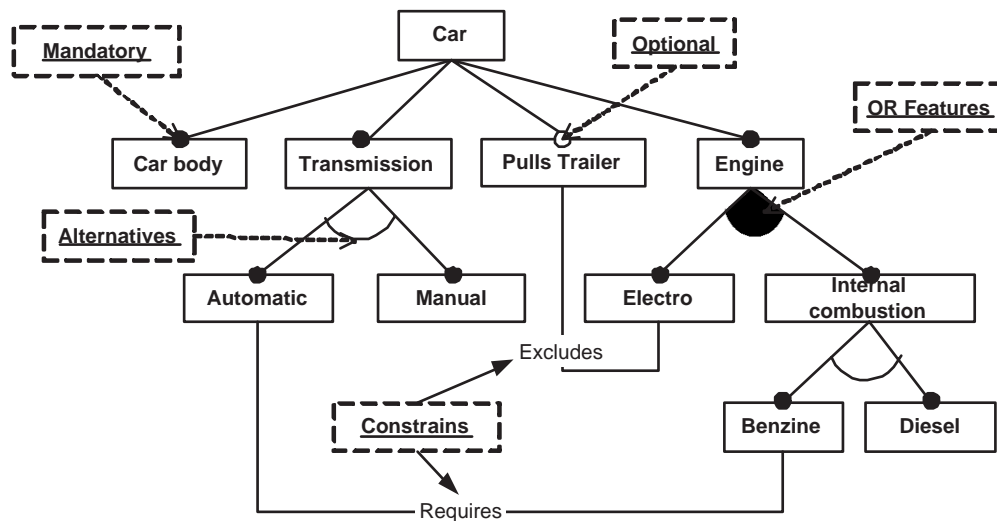 Car
Mandatory
Optional
OR Features
Car body
Transmission
Pulls Trailer
Engine
Alternatives
Automatic
Manual
Electro
Internal
combustion
Excludes
Constrains
Benzine
Diesel
Requires